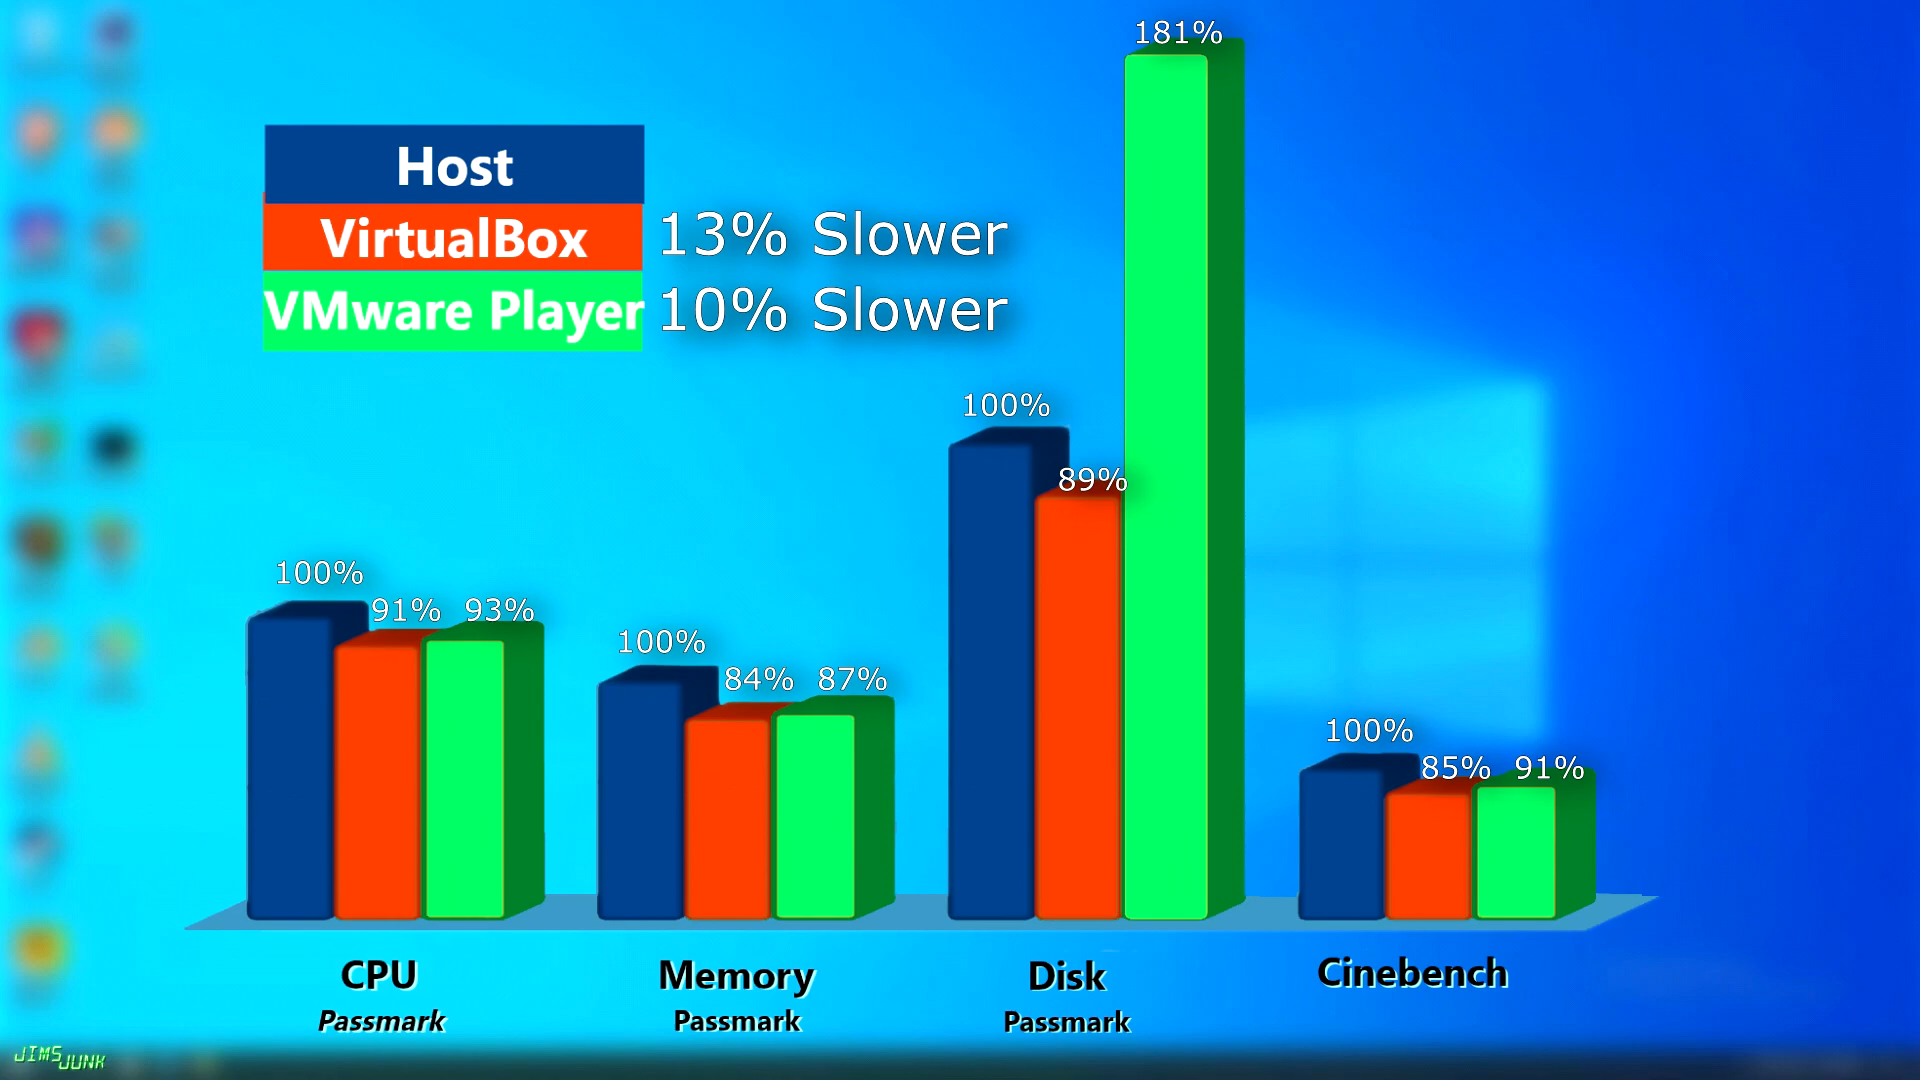 181%
Host
VirtualBox 13% Slower
VMware Player 10% Slower
100%
89%
100%
91% 93%
100%
84% 87%
100%
85% 91%
CPU Memory Disk Cinebench
Passmark Passmark Passmark
JIMS JUNK